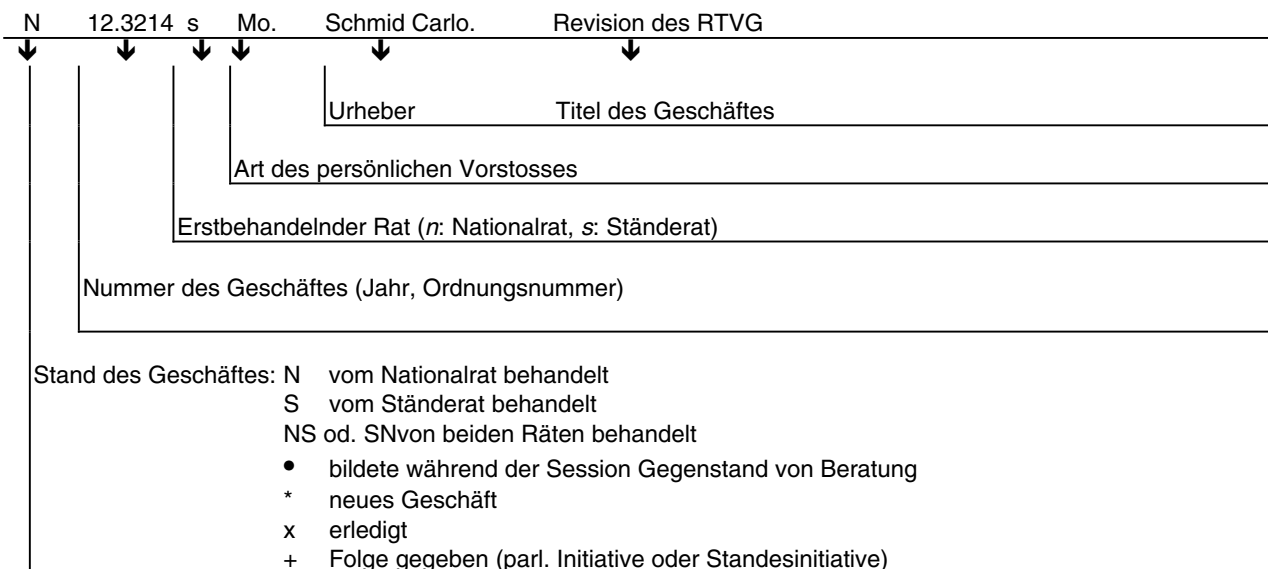 N 12.3214 s Mo. Schmid Carlo. Revision des RTVG
Urheber Titel des Geschäftes
Art des persönlichen Vorstosses
Erstbehandelnder Rat (n: Nationalrat, s: Ständerat)
Nummer des Geschäftes (Jahr, Ordnungsnummer)
Stand des Geschäftes: N vom Nationalrat behandelt
S vom Ständerat behandelt
NS od. SNvon beiden Räten behandelt
● bildete während der Session Gegenstand von Beratung
* neues Geschäft
x erledigt
+ Folge gegeben (parl. Initiative oder Standesinitiative)